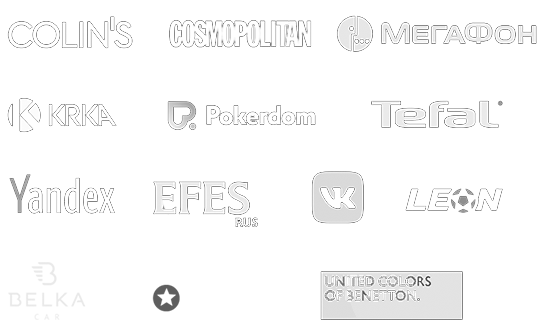 COLIN'S
COSMOPOLITAN
МЕГАФОН
KRKA
Pokerdom
Tefal
Yandex
EFES
RUS
VK
LEON
BELKA
CAR
UNITED COLORS
OF BENETTON.